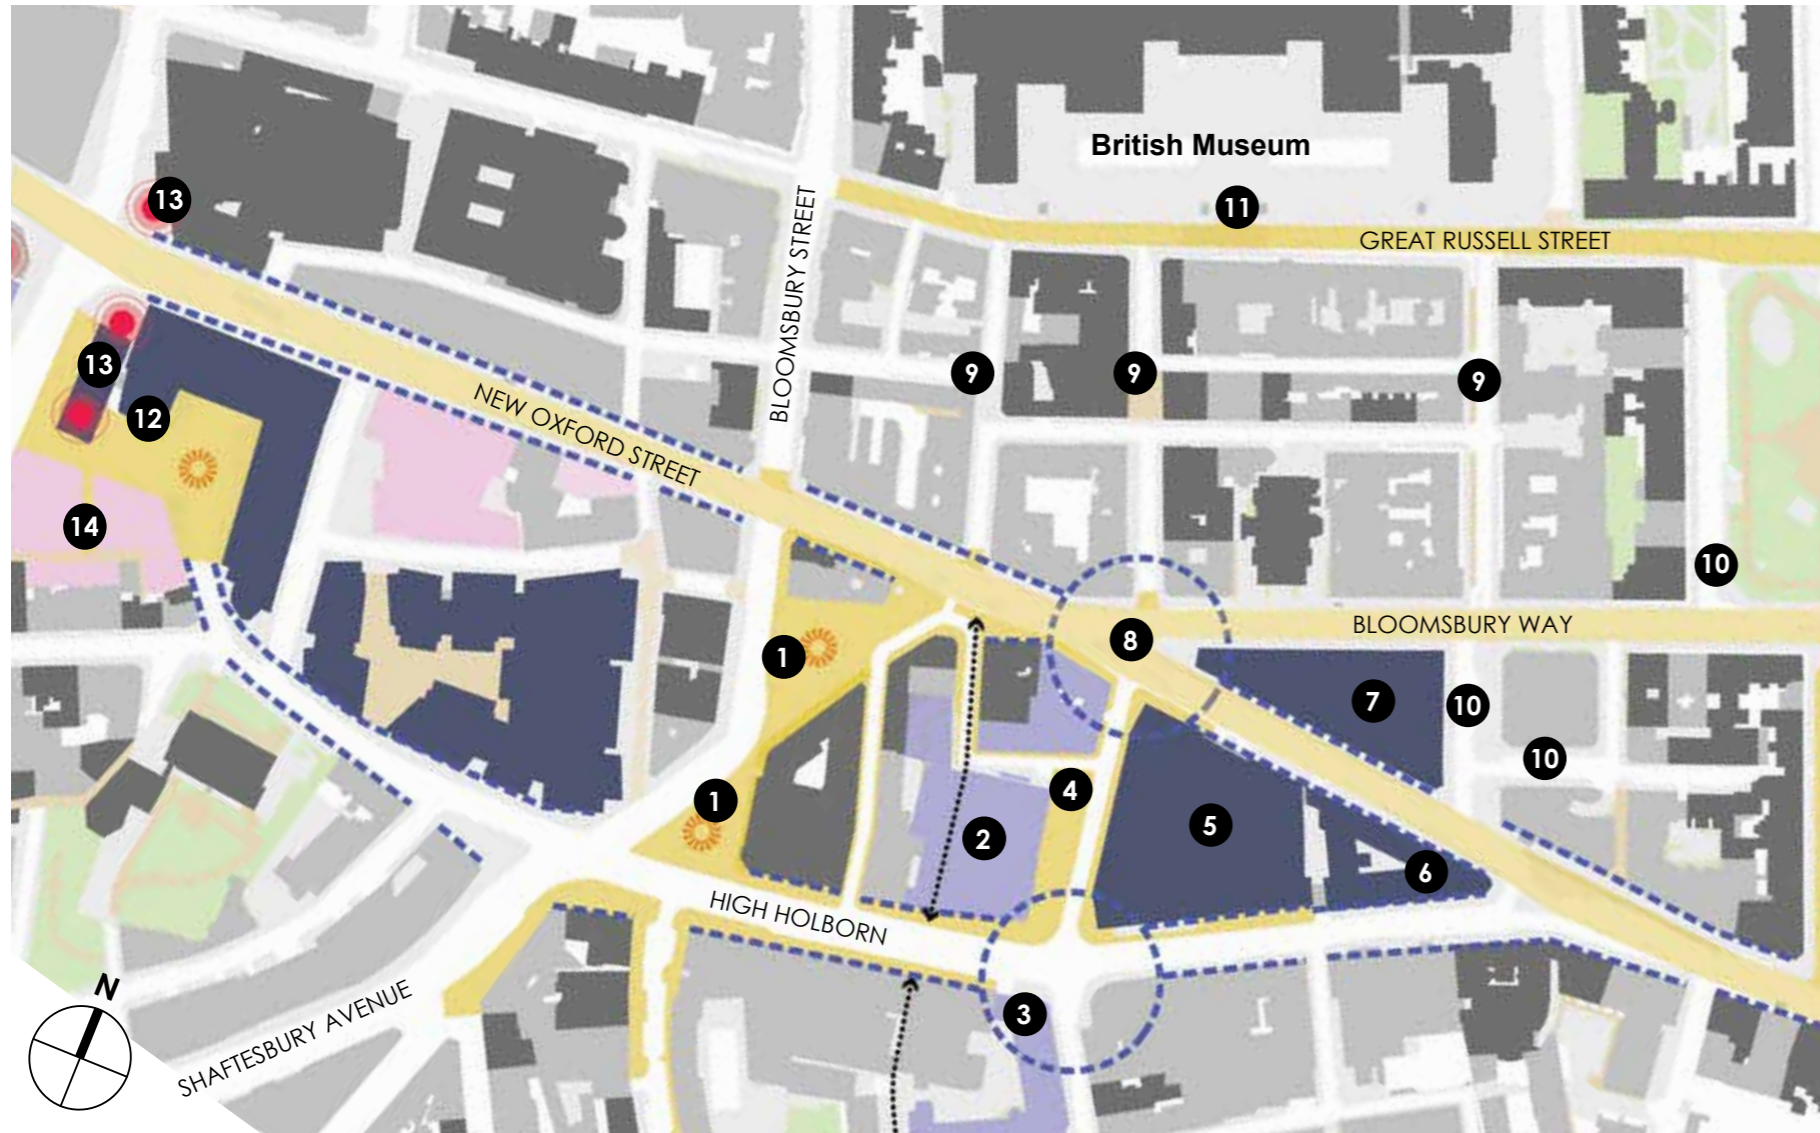 British Museum
13
11
GREAT RUSSELL STREET
BLOOMSBURY STREET
13
9
9
9
12
NEW OXFORD STREET
14
10
BLOOMSBURY WAY
8
1
7
10
10
1
4
5
2
6
HIGH HOLBORN
3
N
SHAFTESBURY AVENUE